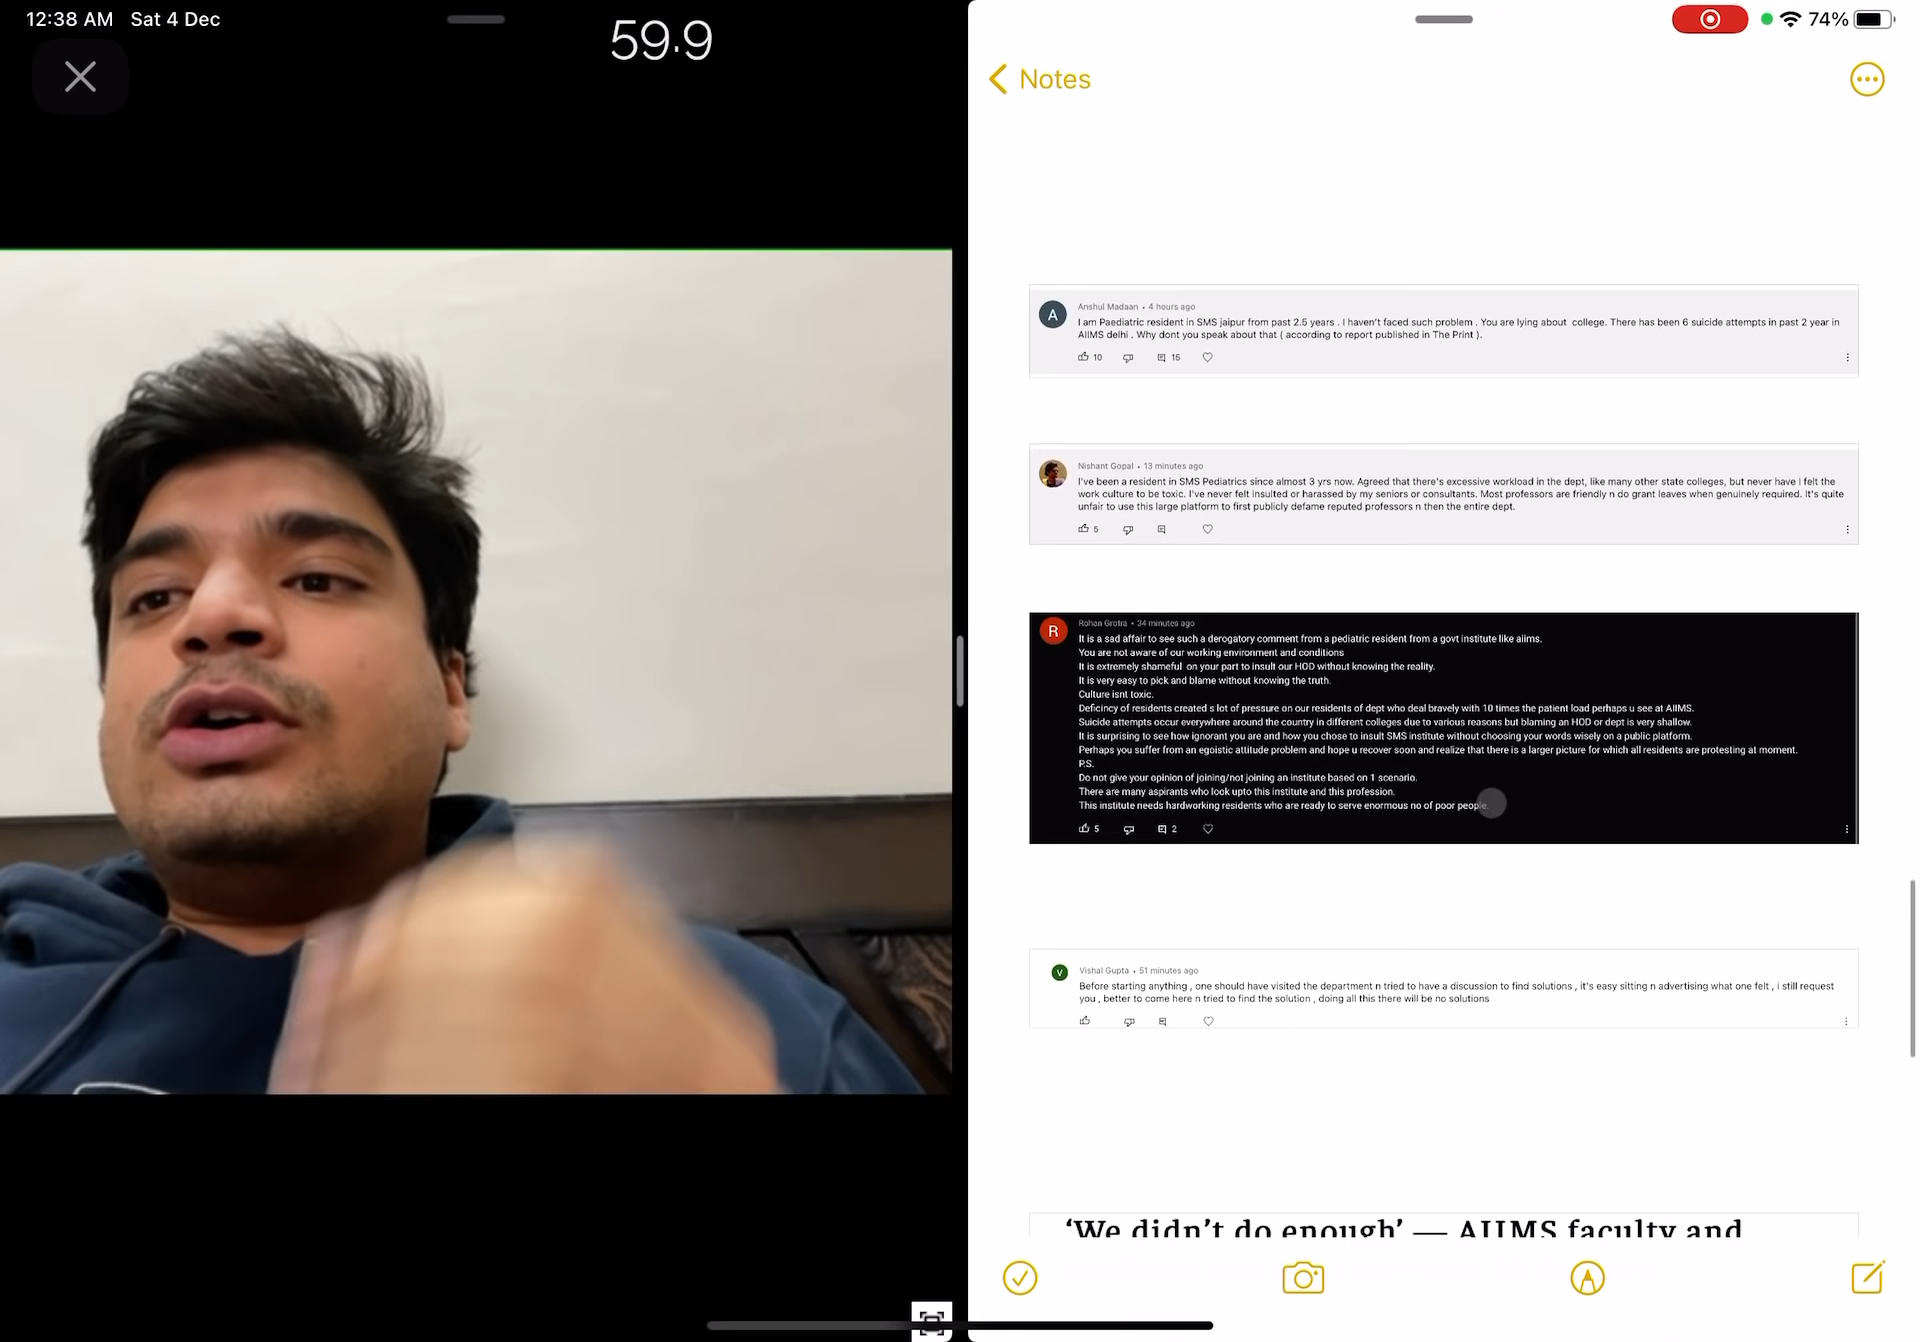 12:38 AM Sat 4 Dec
59.9
74%
Notes
A
Anshul Madaan • 4 hours ago
I am Paediatric resident in SMS jaipur from past 2.5 years . I haven't faced such problem . You are lying about college. There has been 6 suicide attempts in past 2 year in
AIIMS delhi . Why dont you speak about that ( according to report published in The Print ).
10 15
Nishant Gopal • 13 minutes ago
I've been a resident in SMS Pediatrics since almost 3 yrs now. Agreed that there's excessive workload in the dept, like many other state colleges, but never have I felt the
work culture to be toxic. I've never felt insulted or harassed by my seniors or consultants. Most professors are friendly n do grant leaves when genuinely required. It's quite
unfair to use this large platform to first publicly defame reputed professors n then the entire dept.
5
R
Rohan Grotra • 34 minutes ago
It is a sad affair to see such a derogatory comment from a pediatric resident from a govt institute like aiims.
You are not aware of our working environment and conditions
It is extremely shameful on your part to insult our HOD without knowing the reality.
It is very easy to pick and blame without knowing the truth.
Culture isnt toxic.
Deficincy of residents created s lot of pressure on our residents of dept who deal bravely with 10 times the patient load perhaps u see at AIIMS.
Suicide attempts occur everywhere around the country in different colleges due to various reasons but blaming an HOD or dept is very shallow.
It is surprising to see how ignorant you are and how you chose to insult SMS institute without choosing your words wisely on a public platform.
Perhaps you suffer from an egoistic attitude problem and hope u recover soon and realize that there is a larger picture for which all residents are protesting at moment.
P.S.
Do not give your opinion of joining/not joining an institute based on 1 scenario.
There are many aspirants who look upto this institute and this profession.
This institute needs hardworking residents who are ready to serve enormous no of poor people.
5 2
V
Vishal Gupta • 51 minutes ago
Before starting anything , one should have visited the department n tried to have a discussion to find solutions , it's easy sitting n advertising what one felt , i still request
you , better to come here n tried to find the solution , doing all this there will be no solutions
‘We didn’t do enough’ — AIIMS faculty and